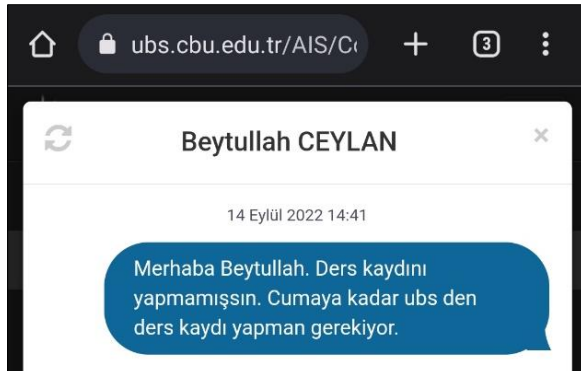 ubs.cbu.edu.tr/AIS/Co
3
Beytullah CEYLAN
14 Eylül 2022 14:41
Merhaba Beytullah. Ders kaydını
yapmamışsın. Cumaya kadar ubs den
ders kaydı yapman gerekiyor.